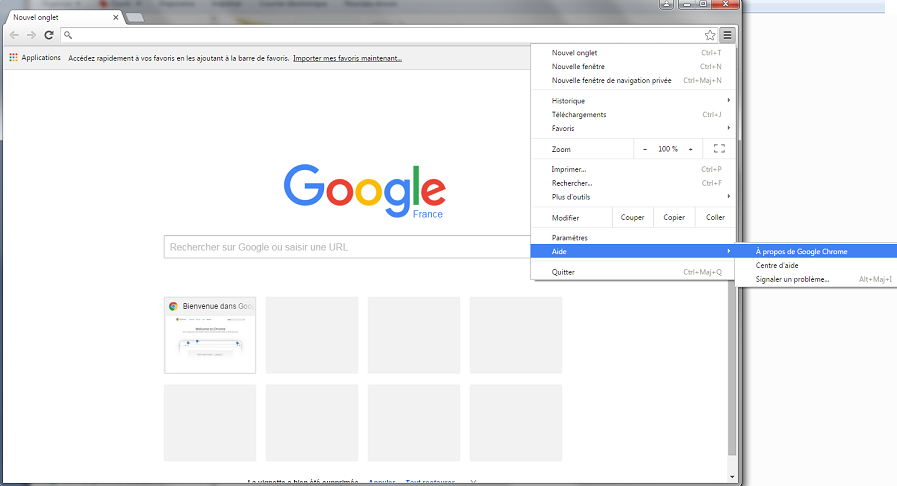 Nouvel onglet
Applications Accédez rapidement à vos favoris en les ajoutant à la barre de favoris. Importer mes favoris maintenant...
Nouvel onglet Ctrl+T
Nouvelle fenêtre Ctrl+N
Nouvelle fenêtre de navigation privée Ctrl+Maj+N
Historique
Téléchargements Ctrl+J
Favoris
Zoom - 100 % +
Imprimer... Ctrl+P
Rechercher... Ctrl+F
Plus d'outils
Modifier Couper Copier Coller
Paramètres
Aide
Quitter Ctrl+Maj+Q
À propos de Google Chrome
Centre d'aide
Signaler un problème... Alt+Maj+I
Google
France
Rechercher sur Google ou saisir une URL
Bienvenue dans Goo
Welcome to Chrome
La vignette a bien été supprimée. Annuler Tout restaurer